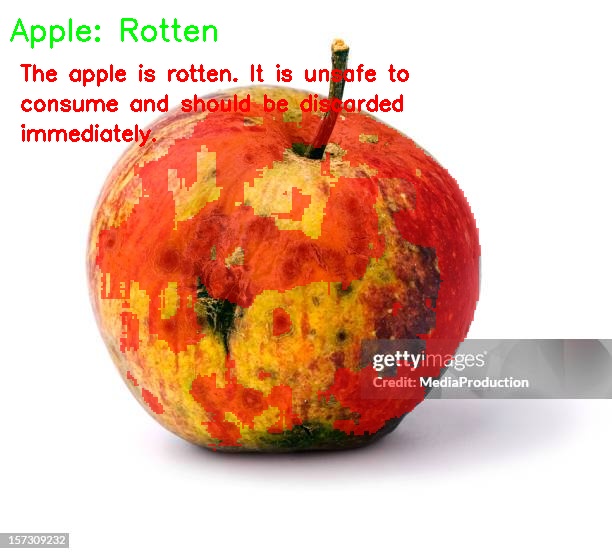 Apple: Rotten
The apple is rotten. It is unsafe to
consume and should be discarded
immediately.
gettyimages
Credit: MediaProduction
157309232